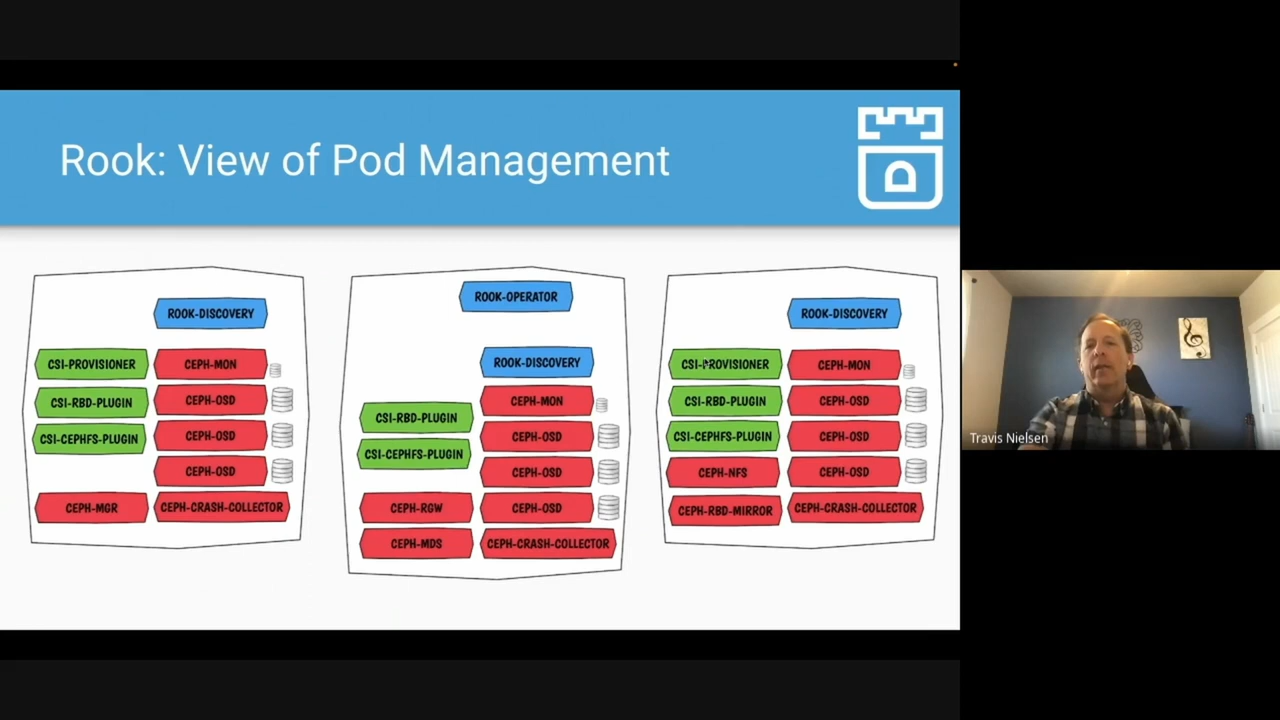 Rook: View of Pod Management
ROOK-DISCOVERY
CSI-PROVISIONER
CEPH-MON
CSI-RBD-PLUGIN
CEPH-OSD
CSI-CEPHFS-PLUGIN
CEPH-OSD
CEPH-OSD
CEPH-MGR
CEPH-CRASH-COLLECTOR
ROOK-OPERATOR
ROOK-DISCOVERY
CEPH-MON
CSI-RBD-PLUGIN
CEPH-OSD
CSI-CEPHFS-PLUGIN
CEPH-OSD
CEPH-RGW
CEPH-OSD
CEPH-MDS
CEPH-CRASH-COLLECTOR
ROOK-DISCOVERY
CSI-PROVISIONER
CEPH-MON
CSI-RBD-PLUGIN
CEPH-OSD
CSI-CEPHFS-PLUGIN
CEPH-OSD
CEPH-NFS
CEPH-OSD
CEPH-RBD-MIRROR
CEPH-CRASH-COLLECTOR
Travis Nielsen